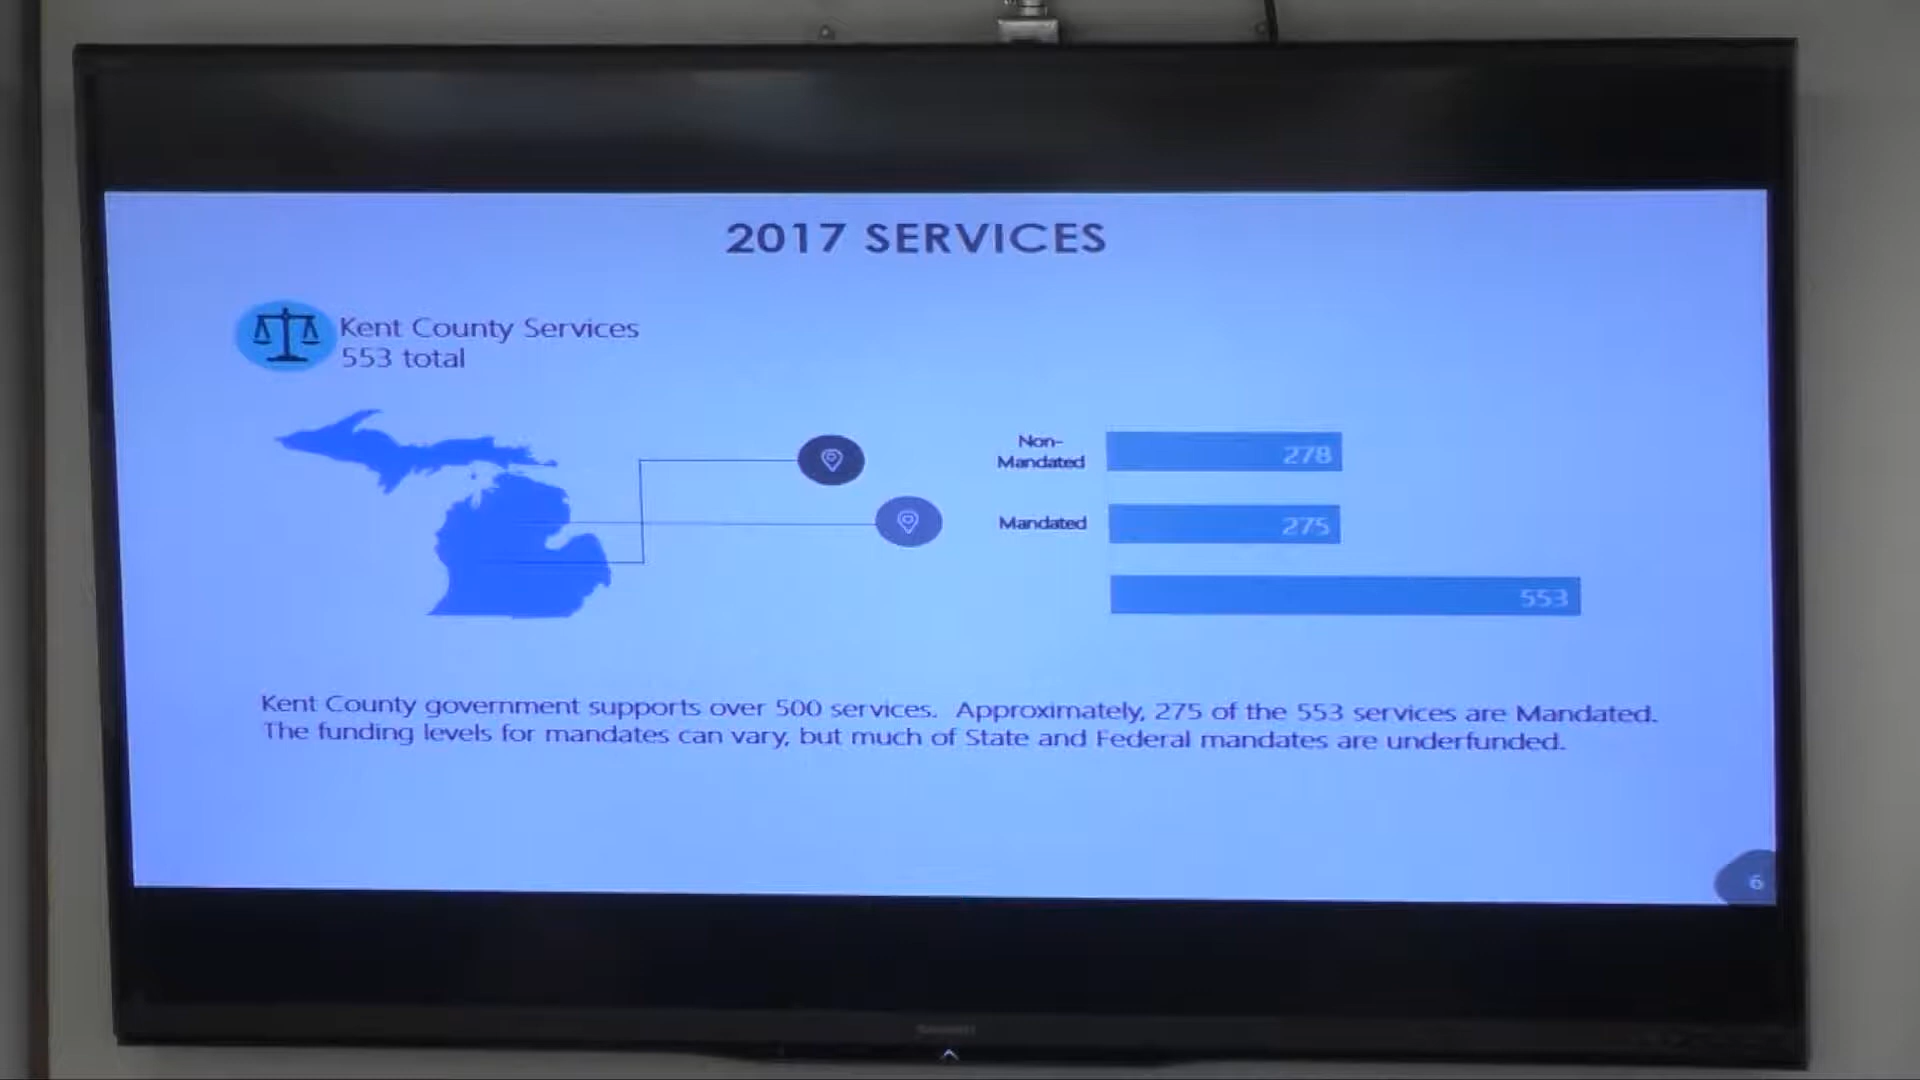 2017 SERVICES
Kent County Services
553 total
Non-
Mandated
278
Mandated
275
553
Kent County government supports over 500 services.  Approximately, 275 of the 553 services are Mandated.
The funding levels for mandates can vary, but much of State and Federal mandates are underfunded.
6